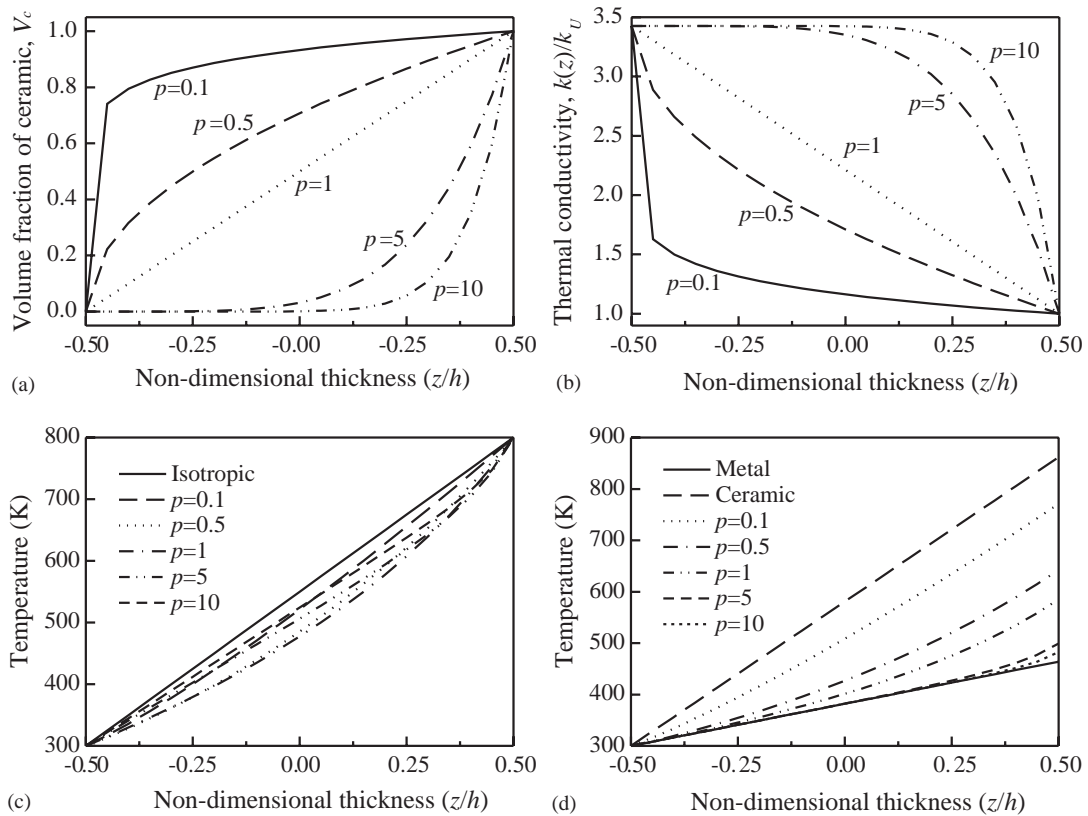 Volume fraction of ceramic, V_c
1.0
0.8
0.6
0.4
0.2
0.0
p=0.1
p=0.5
p=1
p=5
p=10
-0.50
-0.25
-0.00
-0.25
0.50
(a)
Non-dimensional thickness (z/h)
Thermal conductivity, k(z)/k_U
3.5
3.0
2.5
2.0
1.5
1.0
p=10
p=5
p=1
p=0.5
p=0.1
-0.50
-0.25
0.00
-0.25
0.50
(b)
Non-dimensional thickness (z/h)
Temperature (K)
800
700
600
500
400
300
Isotropic
p=0.1
p=0.5
p=1
p=5
p=10
-0.50
-0.25
0.00
0.25
0.50
(c)
Non-dimensional thickness (z/h)
Temperature (K)
900
800
700
600
500
400
300
Metal
Ceramic
p=0.1
p=0.5
p=1
p=5
p=10
-0.50
-0.25
0.00
0.25
0.50
(d)
Non-dimensional thickness (z/h)